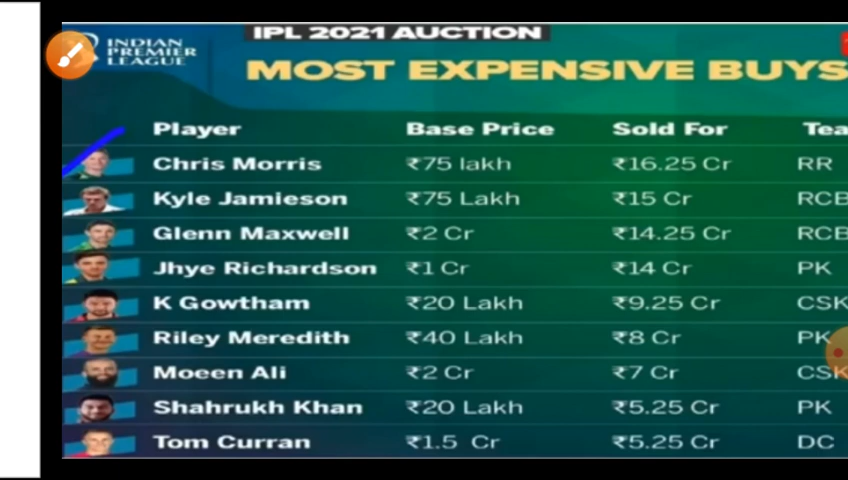 INDIAN
PREMIER
LEAGUE
IPL 2021 AUCTION
MOST EXPENSIVE BUYS
Player Base Price Sold For Tea
Chris Morris ₹75 lakh ₹16.25 Cr RR
Kyle Jamieson ₹75 Lakh ₹15 Cr RCB
Glenn Maxwell ₹2 Cr ₹14.25 Cr RCB
Jhye Richardson ₹1 Cr ₹14 Cr PK
K Gowtham ₹20 Lakh ₹9.25 Cr CSK
Riley Meredith ₹40 Lakh ₹8 Cr PK
Moeen Ali ₹2 Cr ₹7 Cr CSK
Shahrukh Khan ₹20 Lakh ₹5.25 Cr PK
Tom Curran ₹1.5 Cr ₹5.25 Cr DC